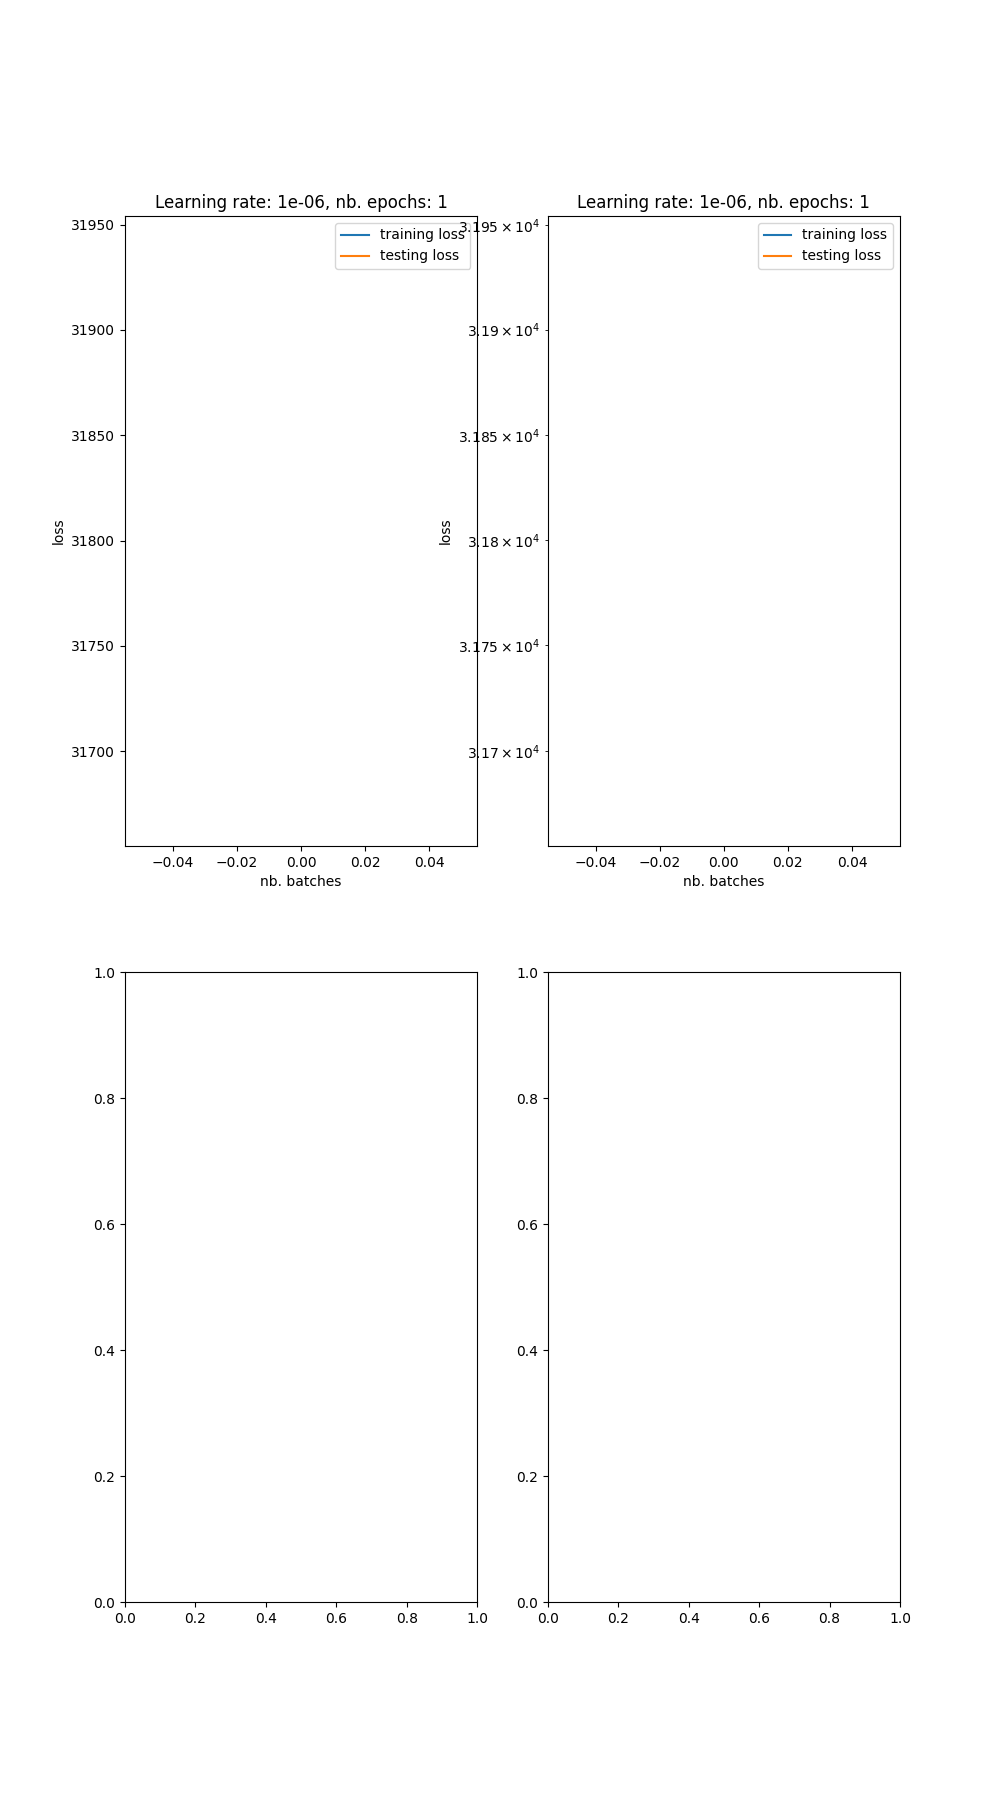 Learning rate: 1e-06, nb. epochs: 1
training loss
testing loss
31950
31900
31850
31800
31750
31700
loss
−0.04 −0.02 0.00 0.02 0.04
nb. batches
Learning rate: 1e-06, nb. epochs: 1
training loss
testing loss
3.195 × 10⁴
3.19 × 10⁴
3.185 × 10⁴
3.18 × 10⁴
3.175 × 10⁴
3.17 × 10⁴
loss
−0.04 −0.02 0.00 0.02 0.04
nb. batches
1.0
0.8
0.6
0.4
0.2
0.0
0.0 0.2 0.4 0.6 0.8 1.0
1.0
0.8
0.6
0.4
0.2
0.0
0.0 0.2 0.4 0.6 0.8 1.0